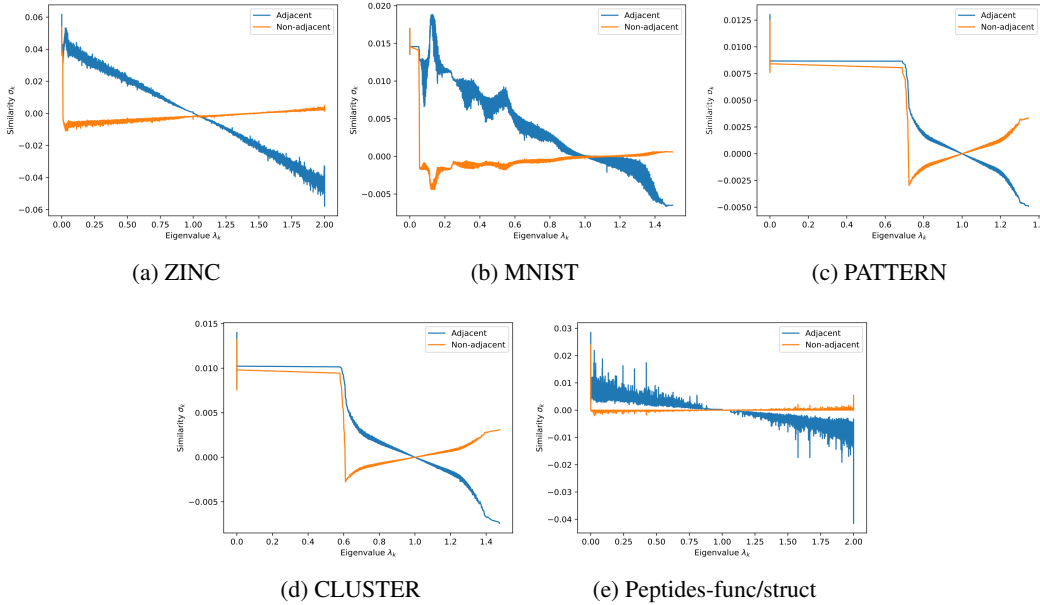 Adjacent
Non-adjacent
0.06
0.04
0.02
0.00
−0.02
−0.04
−0.06
Similarity σk
0.00 0.25 0.50 0.75 1.00 1.25 1.50 1.75 2.00
Eigenvalue λk
(a) ZINC
Adjacent
Non-adjacent
0.020
0.015
0.010
0.005
0.000
−0.005
Similarity σk
0.0 0.2 0.4 0.6 0.8 1.0 1.2 1.4
Eigenvalue λk
(b) MNIST
Adjacent
Non-adjacent
0.0125
0.0100
0.0075
0.0050
0.0025
0.0000
−0.0025
−0.0050
Similarity σk
0.0 0.2 0.4 0.6 0.8 1.0 1.2 1.4
Eigenvalue λk
(c) PATTERN
Adjacent
Non-adjacent
0.015
0.010
0.005
0.000
−0.005
Similarity σk
0.0 0.2 0.4 0.6 0.8 1.0 1.2 1.4
Eigenvalue λk
(d) CLUSTER
Adjacent
Non-adjacent
0.03
0.02
0.01
0.00
−0.01
−0.02
−0.03
−0.04
Similarity σk
0.00 0.25 0.50 0.75 1.00 1.25 1.50 1.75 2.00
Eigenvalue λk
(e) Peptides-func/struct